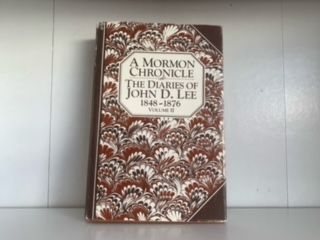 A MORMON
CHRONICLE
THE DIARIES OF
JOHN D. LEE
1848-1876
VOLUME II